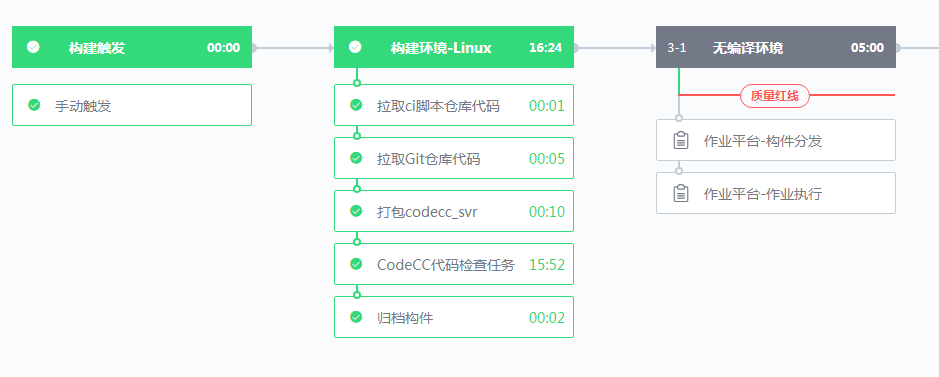 构建触发 00:00
手动触发
构建环境-Linux 16:24
拉取ci脚本仓库代码 00:01
拉取Git仓库代码 00:05
打包codecc_svr 00:10
CodeCC代码检查任务 15:52
归档构件 00:02
3-1 无编译环境 05:00
质量红线
作业平台-构件分发
作业平台-作业执行